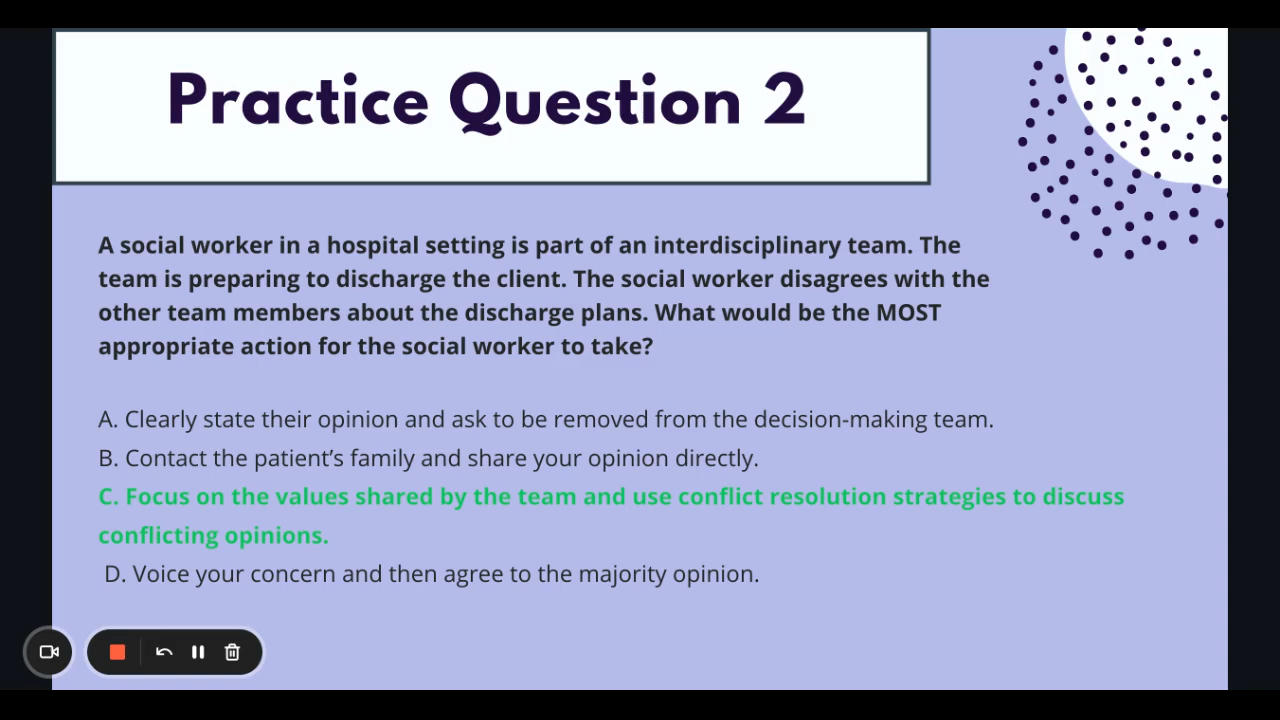 Practice Question 2
A social worker in a hospital setting is part of an interdisciplinary team. The
team is preparing to discharge the client. The social worker disagrees with the
other team members about the discharge plans. What would be the MOST
appropriate action for the social worker to take?
A. Clearly state their opinion and ask to be removed from the decision-making team.
B. Contact the patient’s family and share your opinion directly.
C. Focus on the values shared by the team and use conflict resolution strategies to discuss
conflicting opinions.
D. Voice your concern and then agree to the majority opinion.